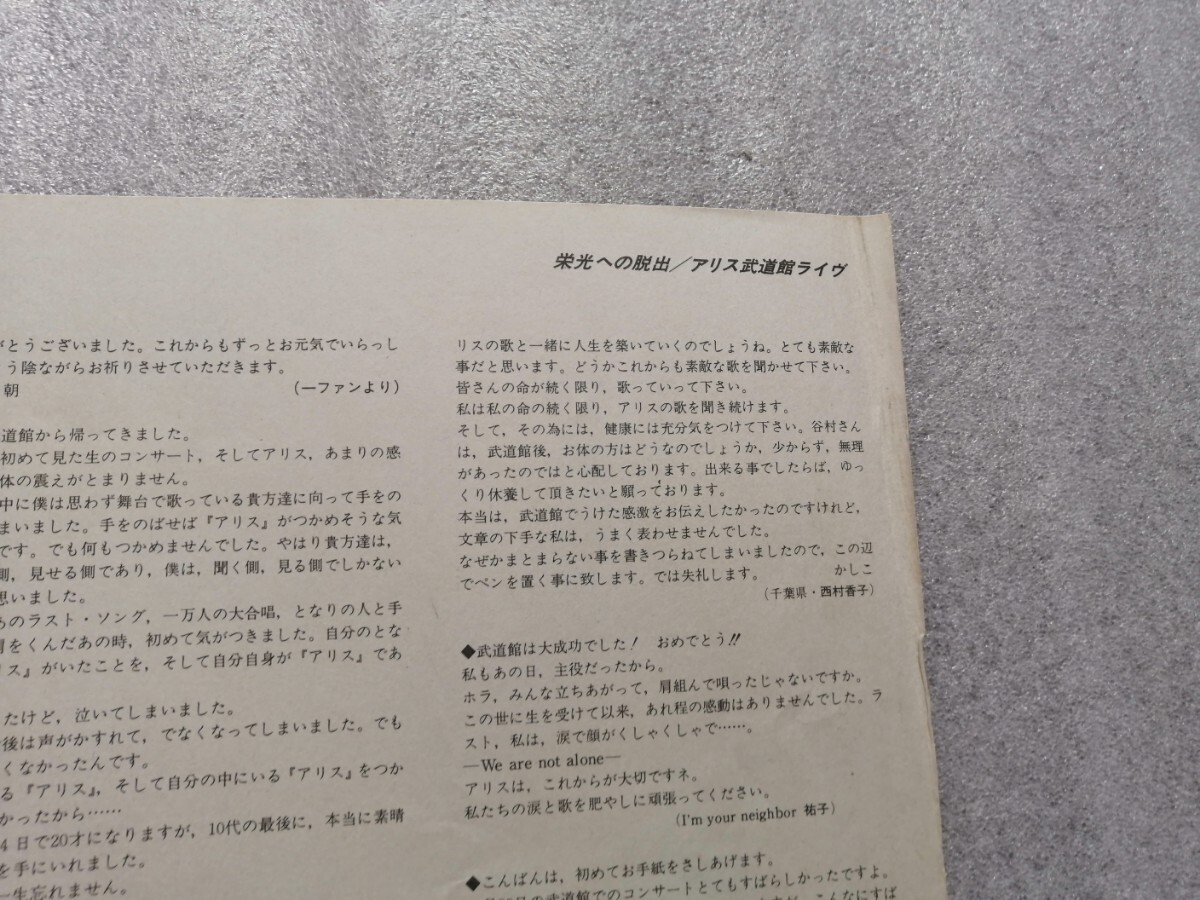 栄光への脱出/アリス武道館ライヴ
がとうございました。これからもずっとお元気でいらっし
う陰ながらお祈りさせていただきます。
朝 (一ファンより)
道館から帰ってきました。
初めて見た生のコンサート,そしてアリス,あまりの感
体の震えがとまりません。
中に僕は思わず舞台で歌っている貴方達に向って手をの
まいました。手をのばせば『アリス』がつかめそうな気
です。でも何もつかめませんでした。やはり貴方達は,
側,見せる側であり,僕は,聞く側,見る側でしかない
思いました。
あのラスト・ソング,一万人の大合唱,となりの人と手
肩をくんだあの時,初めて気がつきました。自分のとな
リス』がいたことを,そして自分自身が『アリス』であ
たけど,泣いてしまいました。
後は声がかすれて,でなくなってしまいました。でも
くなかったんです。
る『アリス』,そして自分の中にいる『アリス』をつか
かったから……
4日で20才になりますが,10代の最後に,本当に素晴
を手にいれました。
一生忘れません。
リスの歌と一緒に人生を築いていくのでしょうね。とても素敵な
事だと思います。どうかこれからも素敵な歌を聞かせて下さい。
皆さんの命が続く限り,歌っていって下さい。
私は私の命の続く限り,アリスの歌を聞き続けます。
そして,その為には,健康には充分気をつけて下さい。谷村さん
は,武道館後,お体の方はどうなのでしょうか,少からず,無理
があったのではと心配しております。出来る事でしたらば,ゆっ
くり休養して頂きたいと願っております。
本当は,武道館でうけた感激をお伝えしたかったのですけれど,
文章の下手な私は,うまく表わせませんでした。
なぜかまとまらない事を書きつらねてしまいましたので,この辺
でペンを置く事に致します。では失礼します。 かしこ
(千葉県・西村香子)
◆武道館は大成功でした! おめでとう!!
私もあの日,主役だったから。
ホラ,みんな立ちあがって,肩組んで唄ったじゃないですか。
この世に生を受けて以来,あれ程の感動はありませんでした。ラ
スト,私は,涙で顔がくしゃくしゃで……。
—We are not alone—
アリスは,これからが大切ですネ。
私たちの涙と歌を肥やしに頑張ってください。
(I'm your neighbor 祐子)
◆こんばんは,初めてお手紙をさしあげます。
日の武道館でのコンサートとてもすばらしかったですよ。
こんなにすば